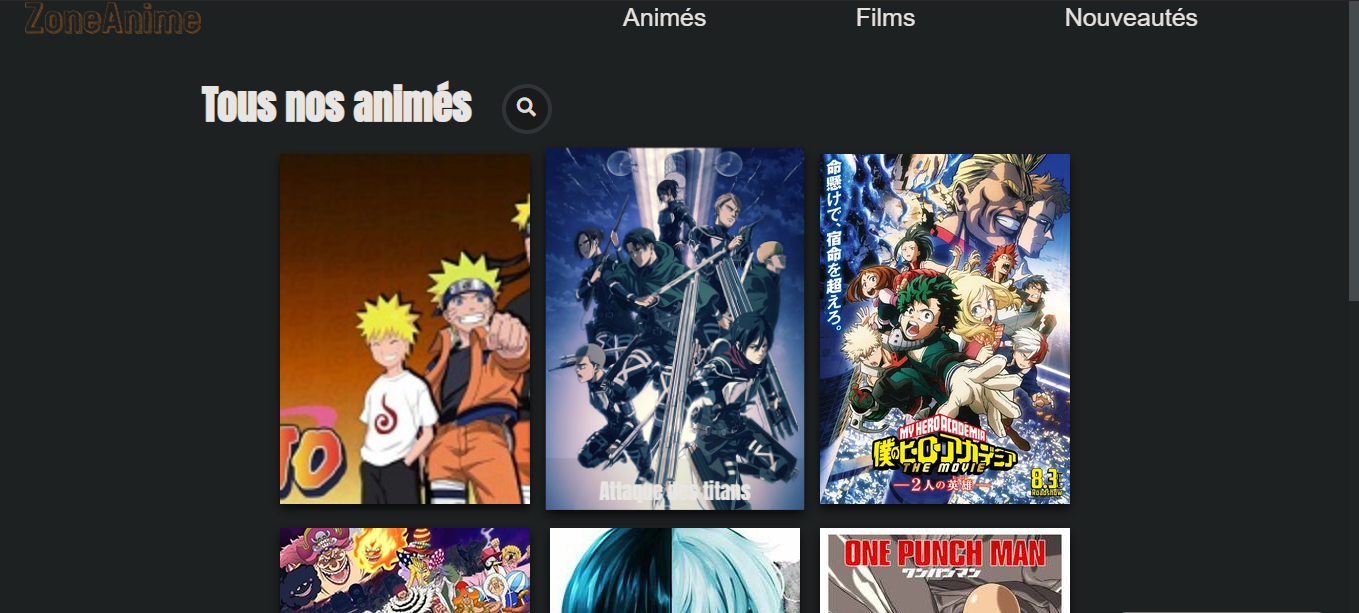 ZoneAnime
Animés
Films
Nouveautés
Tous nos animés
TO
Attaque des titans
命懸けで、宿命を超えろ。
MY HERO ACADEMIA
僕のヒーローアカデミア
THE MOVIE
2人の英雄
8.3
Roadshow
ONE PUNCH MAN
ワンパンマン